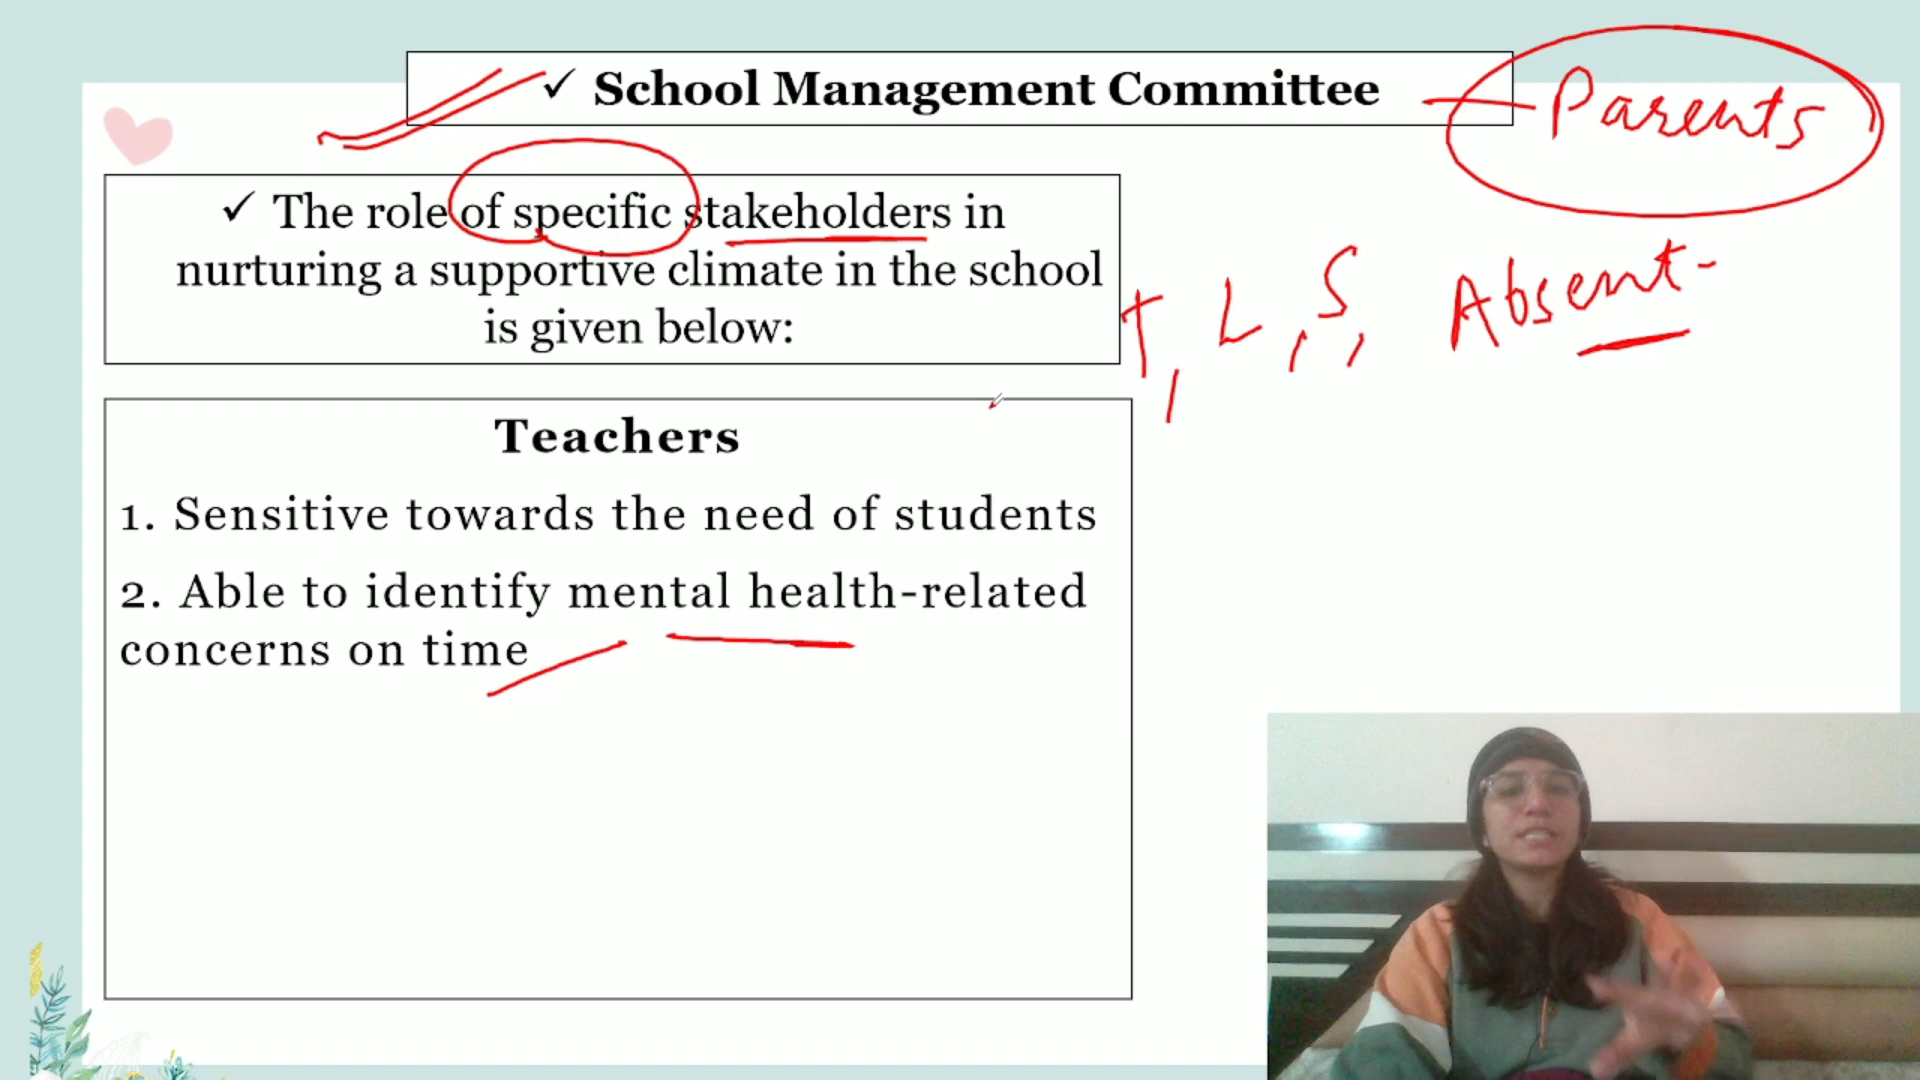 ✓ School Management Committee
Parents
✓ The role of specific stakeholders in
nurturing a supportive climate in the school
is given below:
T, L, S, Absent-
Teachers
1. Sensitive towards the need of students
2. Able to identify mental health-related
concerns on time